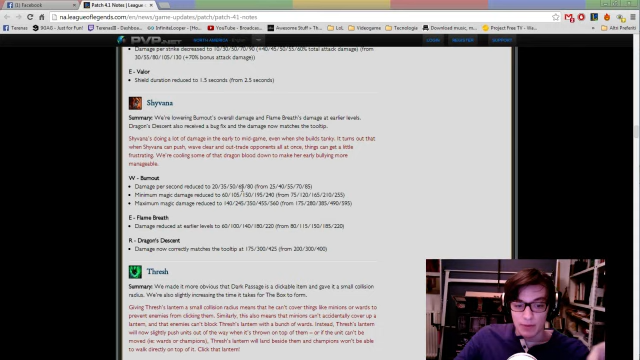 Facebook
Patch 4.1 Notes | League of
na.leagueoflegends.com/en/news/game-updates/patch/patch-41-notes
Awesome Stuff
Videogame
Tecnologia
Altri Preferiti
PVP.net
NORTH AMERICA
LOGIN
REGISTER
SUPPORT
Damage per strike decreased to 10/30/50/70/90 (+40/45/50/55/60% total attack damage) (from
30/55/80/105/130 (+70% bonus attack damage))
E - Valor
Shield duration reduced to 1.5 seconds (from 2.5 seconds)
Shyvana
Summary: We're lowering Burnout's overall damage and Flame Breath's damage at earlier levels.
Dragon's Descent also received a bug fix and the damage now matches the tooltip.
Shyvana's doing a lot of damage in the early to mid-game, even when she builds tanky. It turns out that
when Shyvana can push, wave clear and out-trade opponents all at once, things can get a little
frustrating. We're cooling some of that dragon blood down to make her early bullying more
manageable.
W - Burnout
Damage per second reduced to 20/35/50/65/80 (from 25/40/55/70/85)
Minimum magic damage reduced to 60/105/150/195/240 (from 75/120/165/210/255)
Maximum magic damage reduced to 140/245/350/455/560 (from 175/280/385/490/595)
E - Flame Breath
Damage reduced at earlier levels to 60/100/140/180/220 (from 80/115/150/185/220)
R - Dragon's Descent
Damage now correctly matches the tooltip at 175/300/425 (from 200/300/400)
Thresh
Summary: We made it more obvious that Dark Passage is a clickable item and gave it a small collision
radius. We're also slightly increasing the time it takes for The Box to form.
Giving Thresh's lantern a small collision radius means that he can't cover things like minions or wards to
prevent enemies from clicking them. Similarly, this also means that minions can't accidentally cover up a
lantern, and that enemies can't block Thresh's lantern with a bunch of wards. Instead, Thresh's lantern
will now slightly push units out of the way when it's thrown on top of them – or if the unit can't be
moved (ie: wards or champions), Thresh's lantern will land beside them and champions won't be able
to walk directly on top of it. Click that lantern!